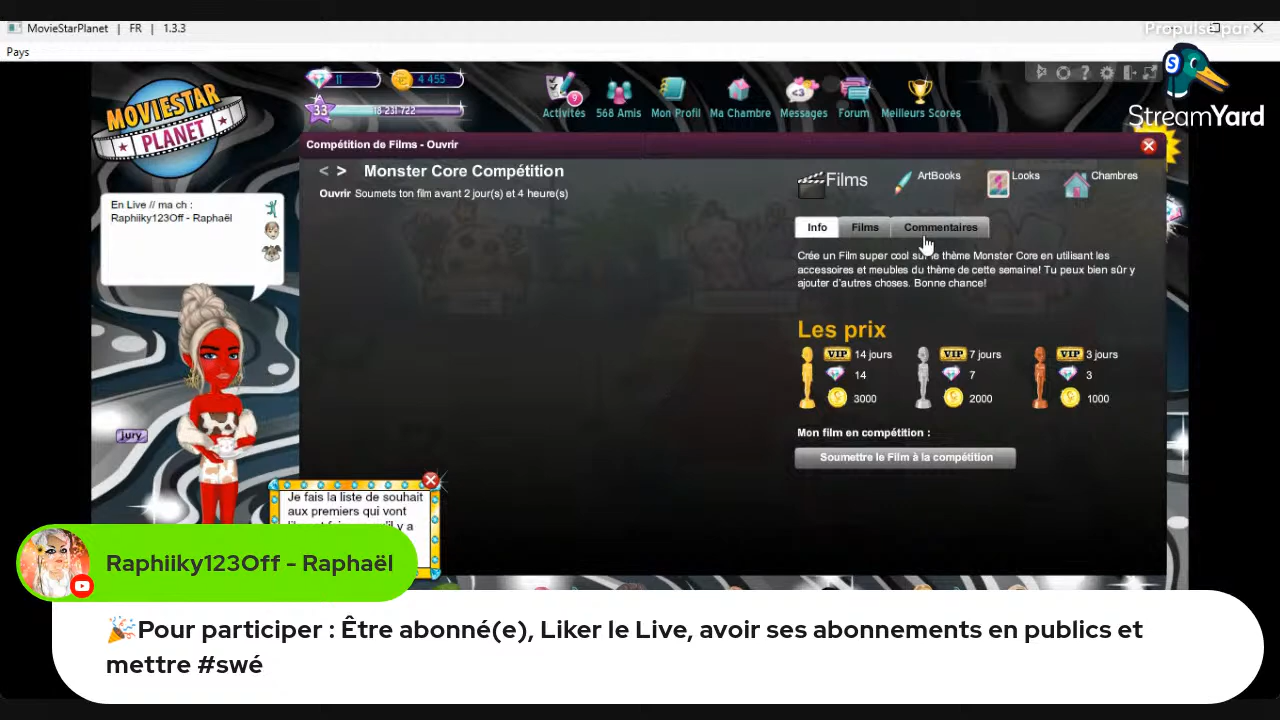 MovieStarPlanet | FR | 1.3.3
Propulsé par
Pays
StreamYard
11
4 455
33
18 231 722
9
Activités
568 Amis
Mon Profil
Ma Chambre
Messages
Forum
Meilleurs Scores
MOVIESTAR
PLANET
Compétition de Films - Ouvrir
< > Monster Core Compétition
Ouvrir Soumets ton film avant 2 jour(s) et 4 heure(s)
Films
ArtBooks
Looks
Chambres
Info
Films
Commentaires
En Live // ma ch :
Raphiiky123Off - Raphaël
Crée un Film super cool sur le thème Monster Core en utilisant les
accessoires et meubles du thème de cette semaine! Tu peux bien sûr y
ajouter d'autres choses. Bonne chance!
Les prix
VIP 14 jours
VIP 7 jours
VIP 3 jours
14
7
3
3000
2000
1000
Mon film en compétition :
Soumettre le Film à la compétition
jury
Je fais la liste de souhait
aux premiers qui vont
Raphiiky123Off - Raphaël
🎉Pour participer : Être abonné(e), Liker le Live, avoir ses abonnements en publics et
mettre #swé